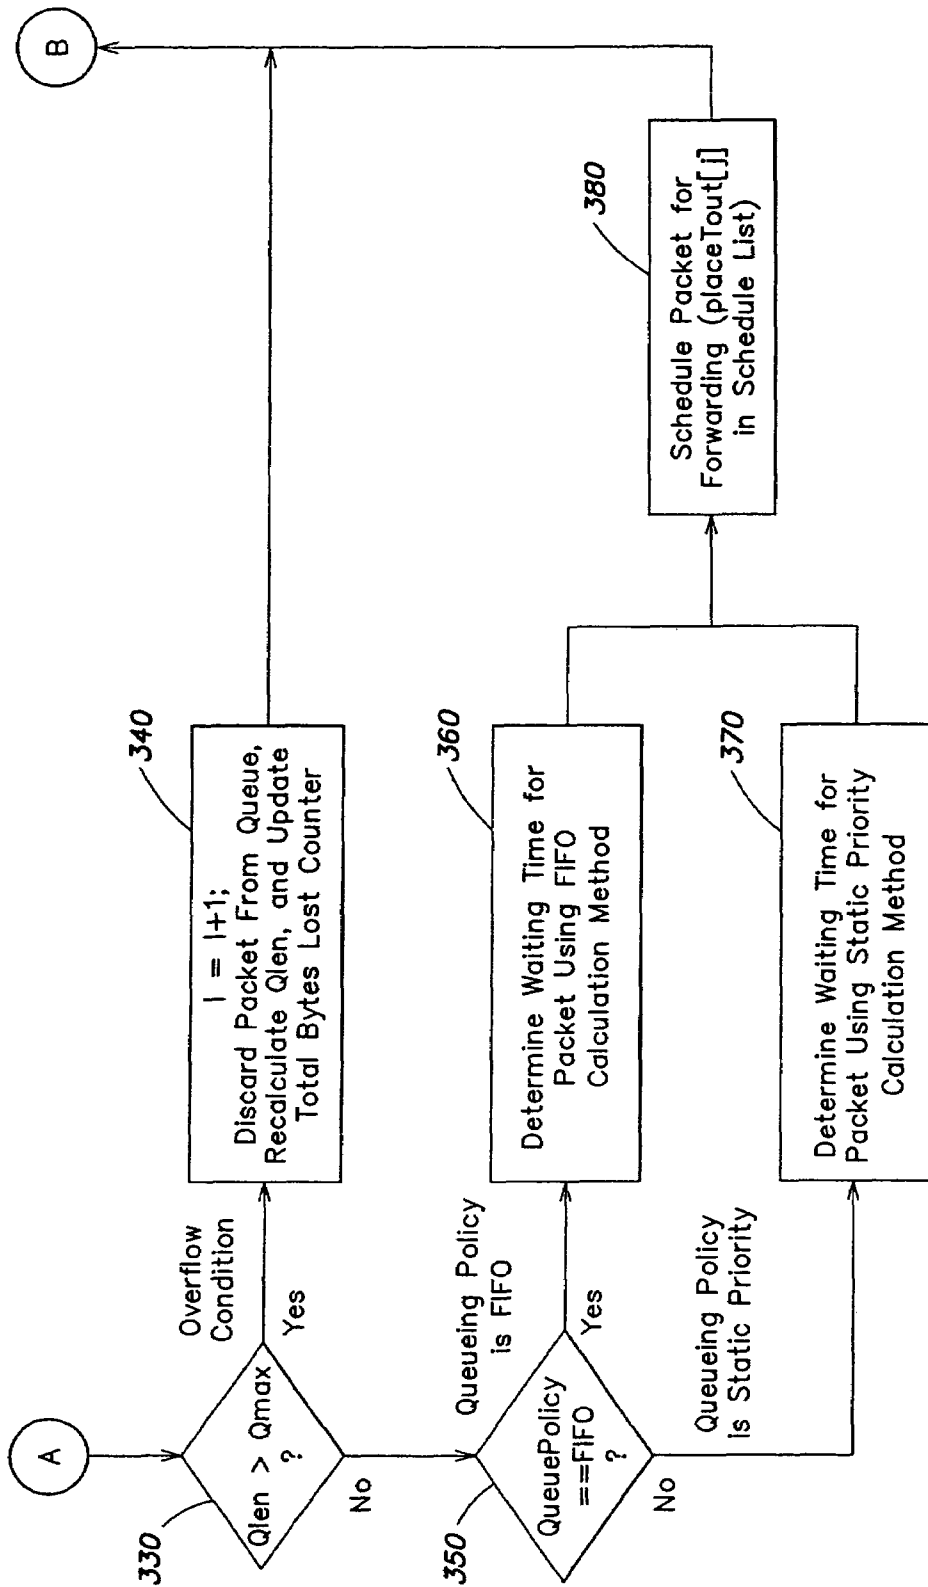 A
330
Qlen > Qmax
?
Overflow
Condition
Yes
No
340
l = l+1;
Discard Packet From Queue,
Recalculate Qlen, and Update
Total Bytes Lost Counter
B
350
QueuePolicy
==FIFO
?
Queueing Policy
is FIFO
Yes
No
360
Determine Waiting Time for
Packet Using FIFO
Calculation Method
Queueing Policy
is Static Priority
370
Determine Waiting Time for
Packet Using Static Priority
Calculation Method
380
Schedule Packet for
Forwarding (placeTout[j]
in Schedule List)